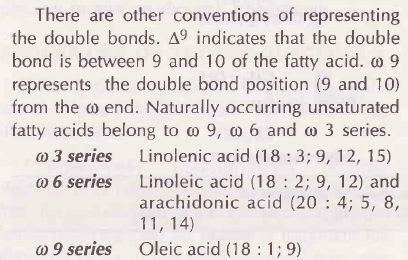 There are other conventions of representing
the double bonds. Δ⁹ indicates that the double
bond is between 9 and 10 of the fatty acid. ω 9
represents the double bond position (9 and 10)
from the ω end. Naturally occurring unsaturated
fatty acids belong to ω 9, ω 6 and ω 3 series.
ω 3 series Linolenic acid (18 : 3; 9, 12, 15)
ω 6 series Linoleic acid (18 : 2; 9, 12) and
arachidonic acid (20 : 4; 5, 8,
11, 14)
ω 9 series Oleic acid (18 : 1; 9)